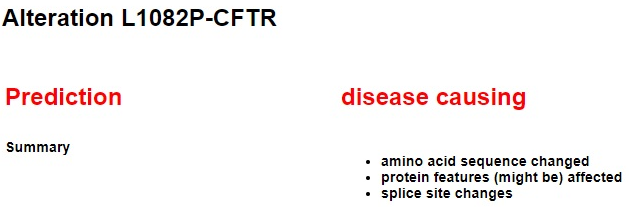 Alteration L1082P-CFTR
Prediction disease causing
Summary
• amino acid sequence changed
• protein features (might be) affected
• splice site changes